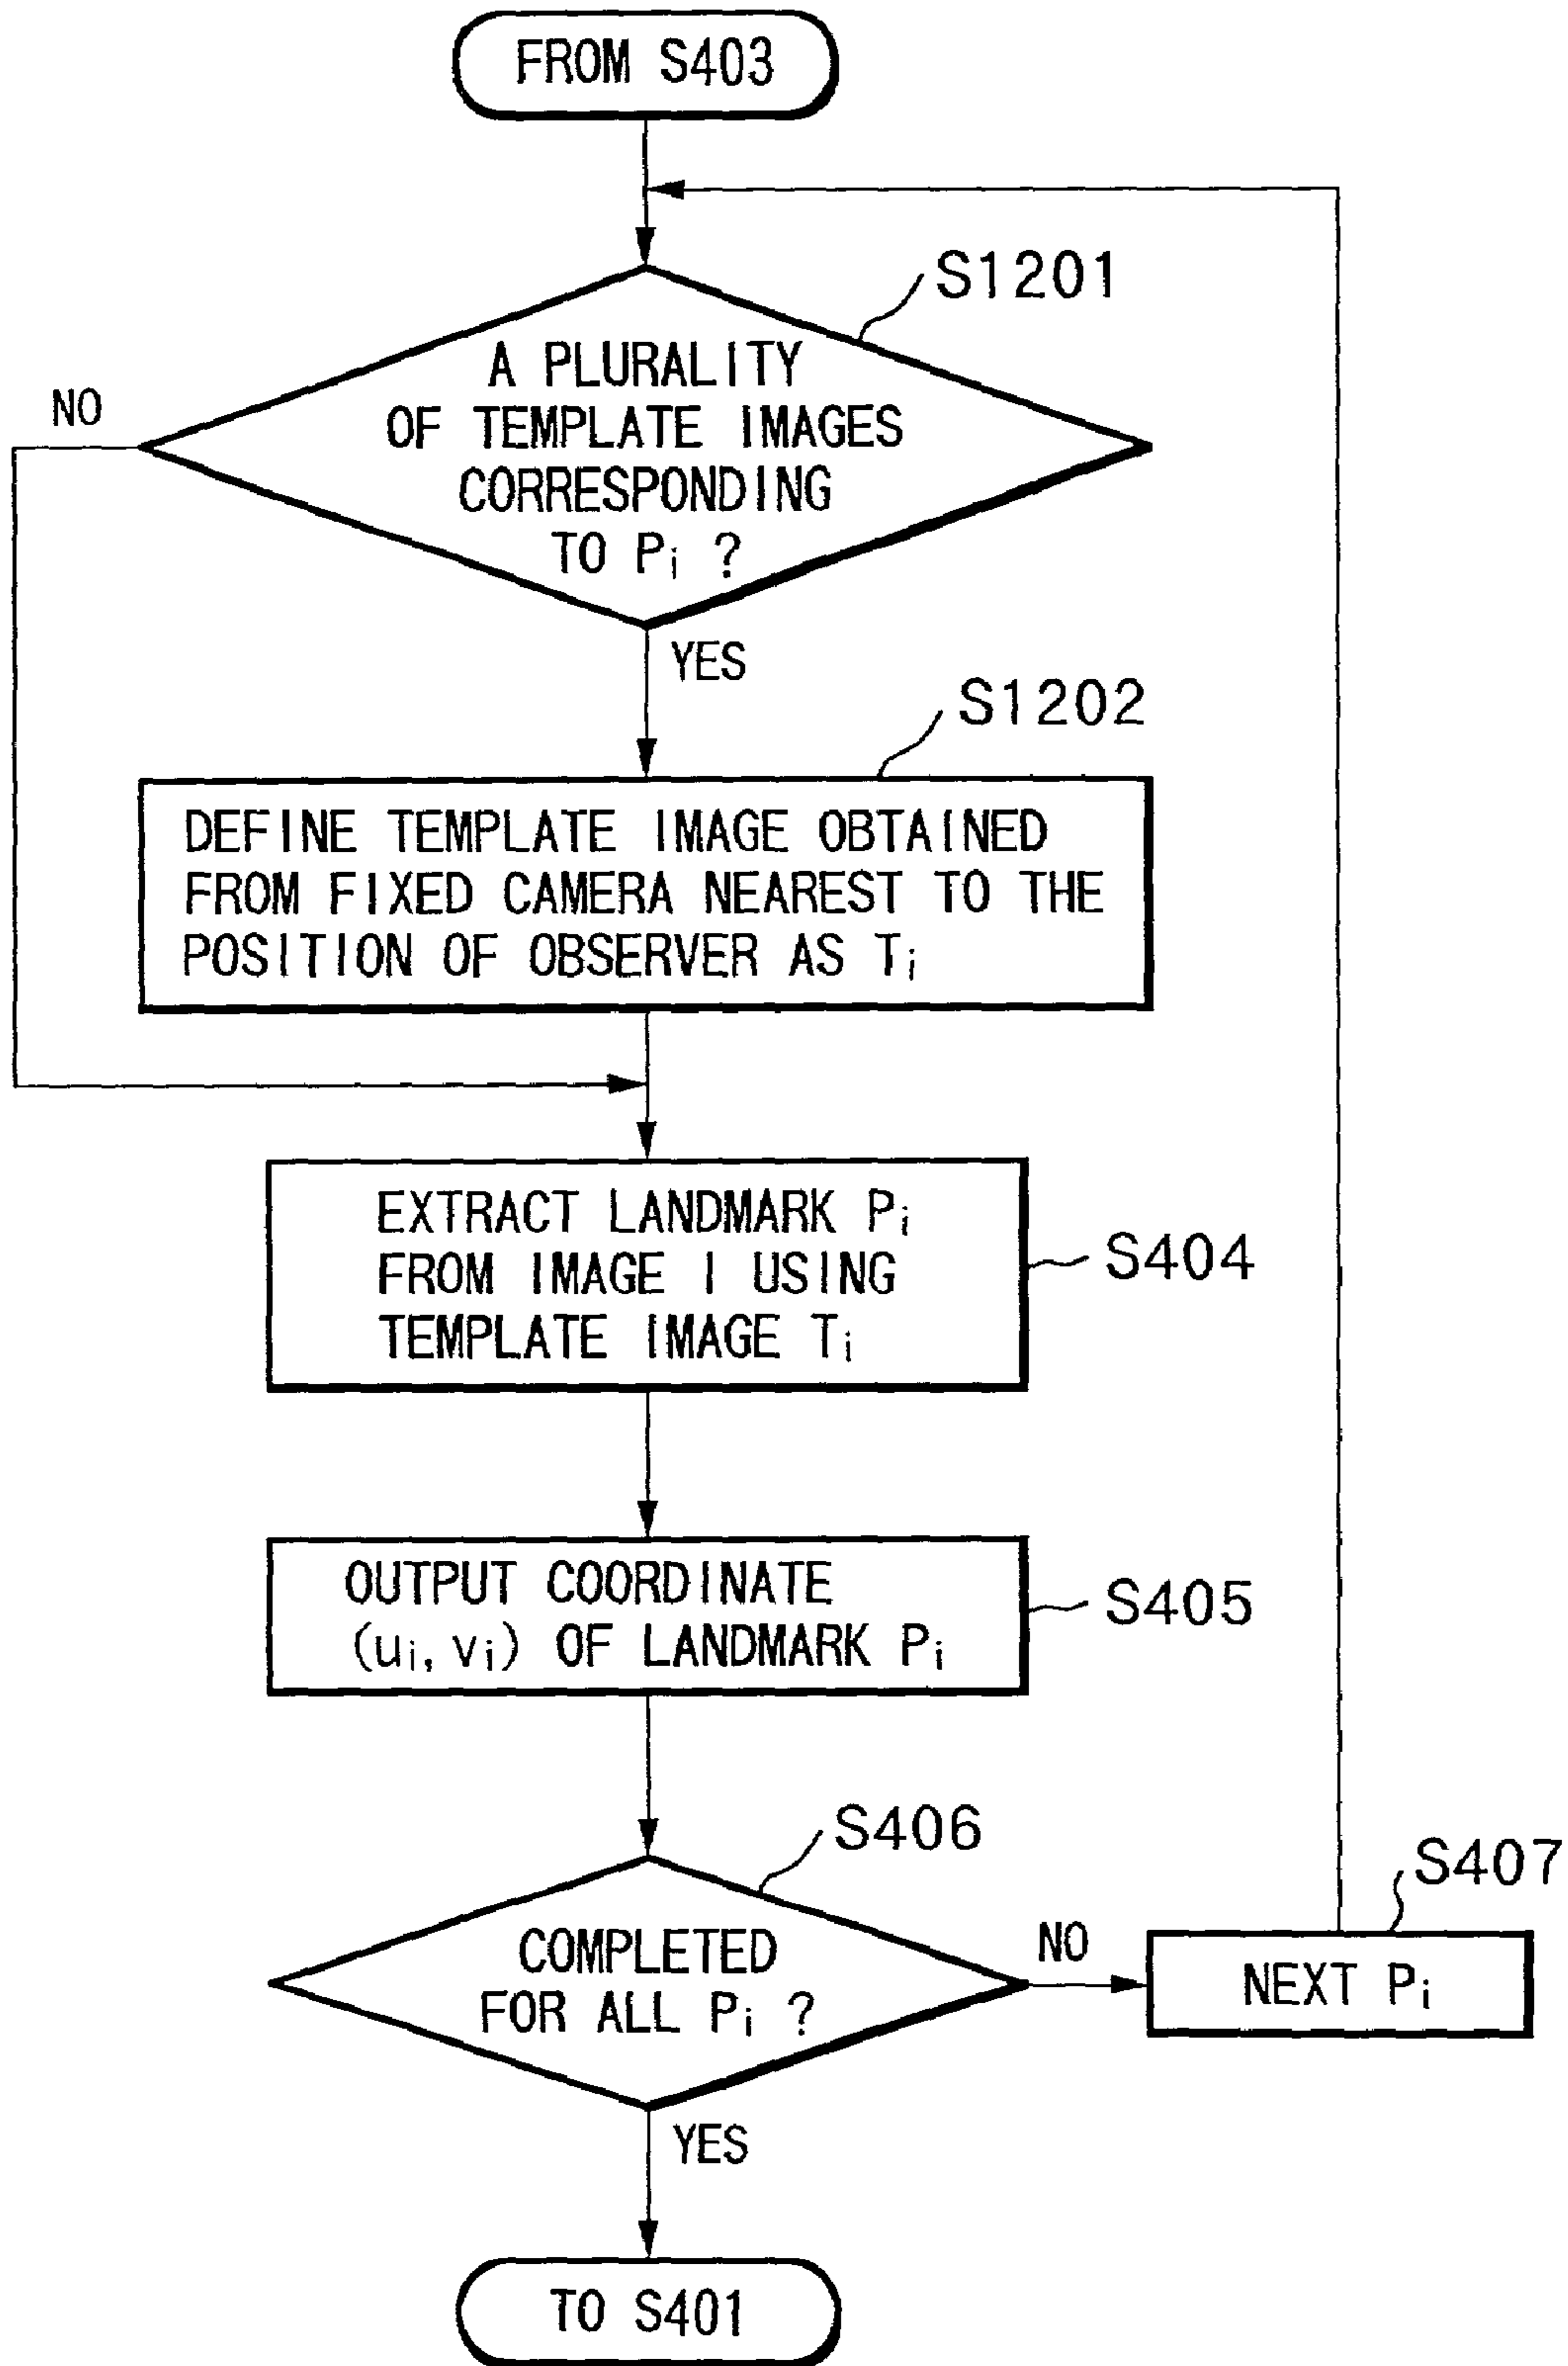 FROM S403
S1201
A PLURALITY
OF TEMPLATE IMAGES
CORRESPONDING
TO Pi ?
NO
YES
S1202
DEFINE TEMPLATE IMAGE OBTAINED
FROM FIXED CAMERA NEAREST TO THE
POSITION OF OBSERVER AS Ti
EXTRACT LANDMARK Pi
FROM IMAGE I USING
TEMPLATE IMAGE Ti
S404
OUTPUT COORDINATE
(ui, vi) OF LANDMARK Pi
S405
S406
COMPLETED
FOR ALL Pi ?
NO
S407
NEXT Pi
YES
TO S401